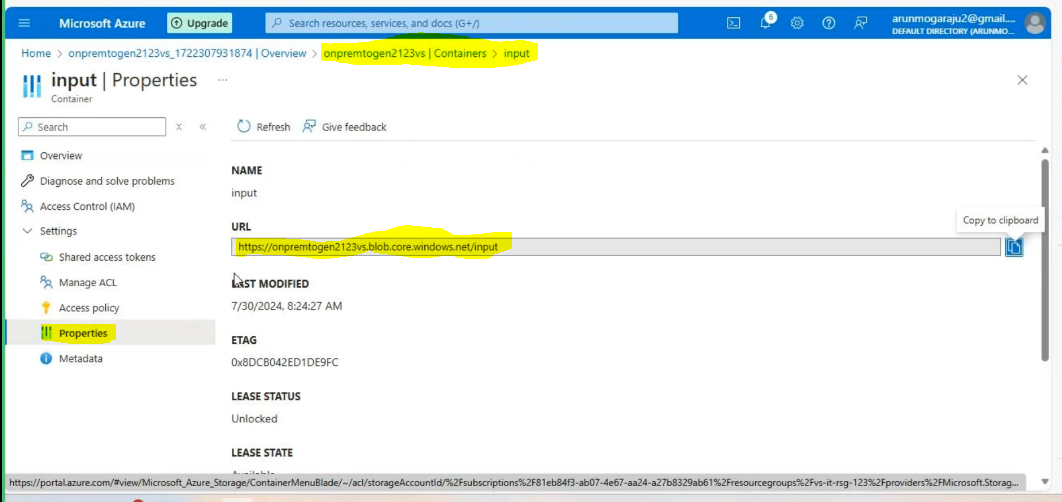 Microsoft Azure
Upgrade
Search resources, services, and docs (G+/)
6
arunmogaraju2@gmail....
DEFAULT DIRECTORY (ARUNMO...
Home > onpremtogen2123vs_1722307931874 | Overview > onpremtogen2123vs | Containers > input
input | Properties ...
Container
Search
Refresh
Give feedback
Overview
Diagnose and solve problems
Access Control (IAM)
Settings
Shared access tokens
Manage ACL
Access policy
Properties
Metadata
NAME
input
URL
Copy to clipboard
https://onpremtogen2123vs.blob.core.windows.net/input
LAST MODIFIED
7/30/2024, 8:24:27 AM
ETAG
0x8DCB042ED1DE9FC
LEASE STATUS
Unlocked
LEASE STATE
Available
https://portal.azure.com/#view/Microsoft_Azure_Storage/ContainerMenuBlade/~/acl/storageAccountId/%2Fsubscriptions%2F81eb84f3-ab07-4e67-aa24-a27b8329ab61%2Fresourcegroups%2Fvs-it-rsg-123%2Fproviders%2FMicrosoft.Storag...